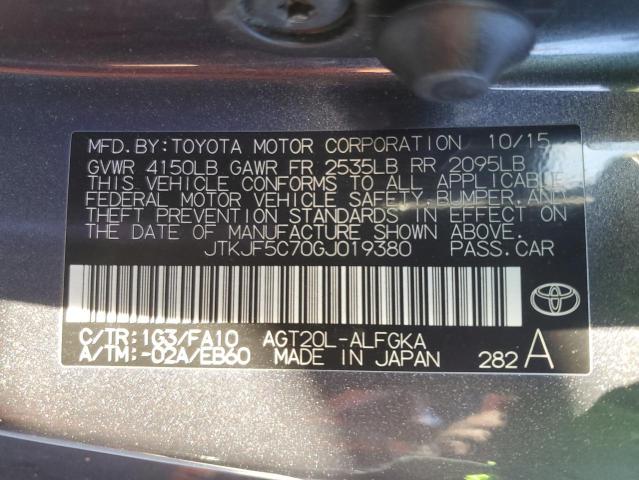 MFD. BY: TOYOTA MOTOR CORPORATION 10/15
GVWR 4150LB GAWR FR 2535LB RR 2095LB
THIS VEHICLE CONFORMS TO ALL APPLICABLE
FEDERAL MOTOR VEHICLE SAFETY, BUMPER, AND
THEFT PREVENTION STANDARDS IN EFFECT ON
THE DATE OF MANUFACTURE SHOWN ABOVE.
JTKJF5C70GJ019380 PASS. CAR
C/TR: 1G3/FA10 AGT20L-ALFGKA
A/TM: -02A/EB60 MADE IN JAPAN 282 A